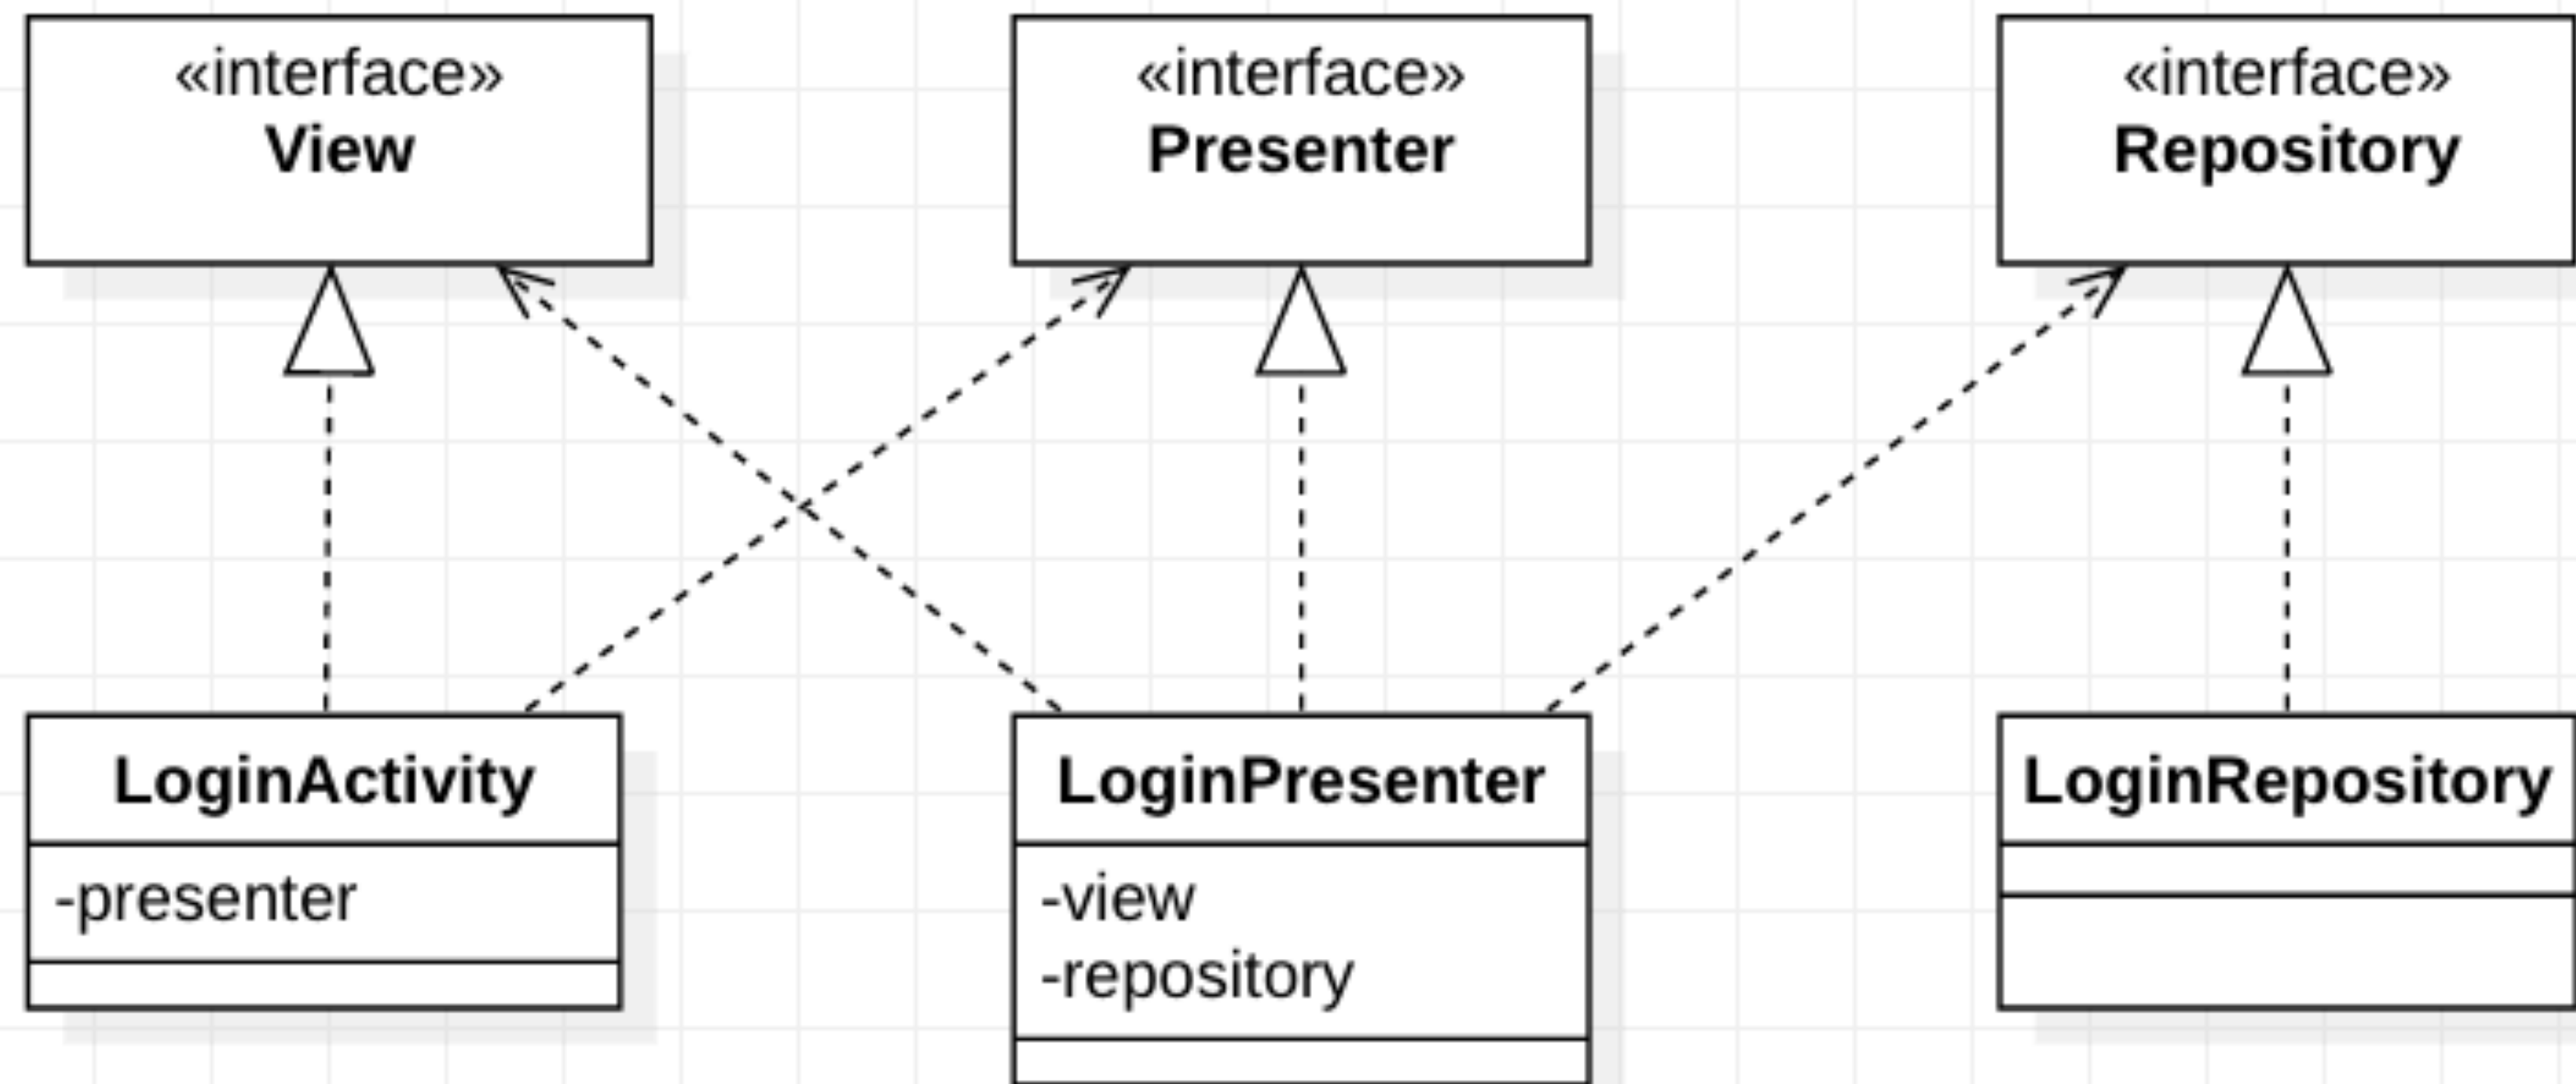 «interface»
View
«interface»
Presenter
«interface»
Repository
LoginActivity
-presenter
LoginPresenter
-view
-repository
LoginRepository